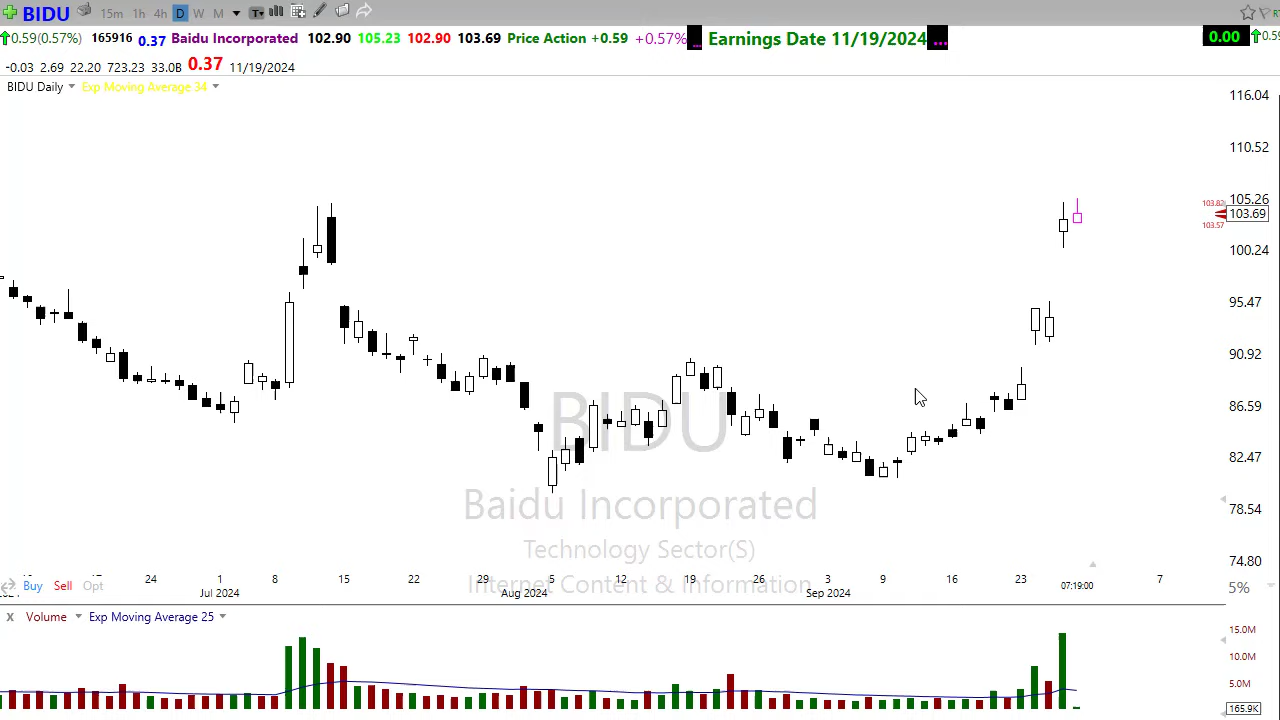 BIDU 15m 1h 4h D W M T
0.59(0.57%) 165916 0.37 Baidu Incorporated 102.90 105.23 102.90 103.69 Price Action +0.59 +0.57% ... Earnings Date 11/19/2024 ... 0.00
-0.03 2.69 22.20 723.23 33.0B 0.37 11/19/2024
BIDU Daily Exp Moving Average 34
116.04
110.52
105.26
103.82
103.69
103.57
100.24
95.47
90.92
86.59
82.47
78.54
74.80
BIDU
Baidu Incorporated
Technology Sector(S)
Internet Content & Information
24 1 8 15 22 29 5 12 19 26 3 9 16 23 7
Buy Sell Opt 07:19:00 5%
Jul 2024 Aug 2024 Sep 2024
X Volume Exp Moving Average 25
15.0M
10.0M
5.0M
165.9K